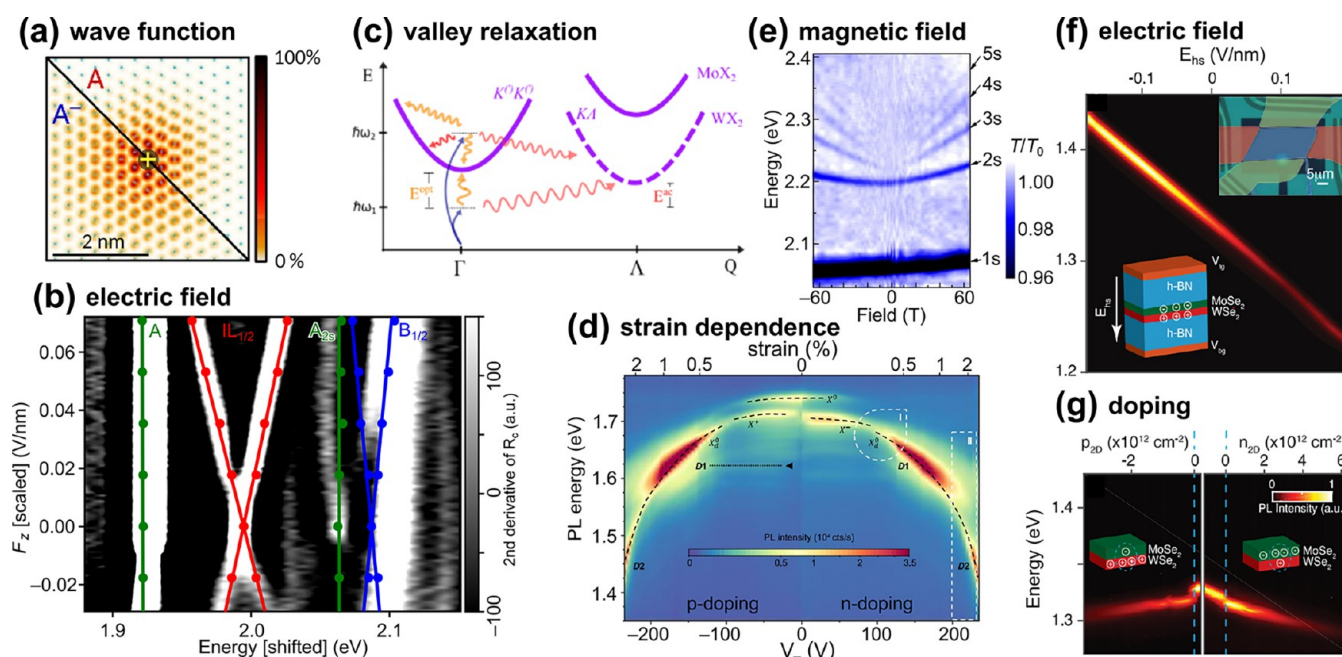 (a) wave function
A
A⁻
2 nm
100%
0 %
(c) valley relaxation
E
K⁽'⁾K⁽'⁾
MoX₂
KΛ
WX₂
ħω₂
ħω₁
E^opt
E^ac
Γ
Λ
Q
(e) magnetic field
2.4
2.3
2.2
2.1
Energy (eV)
−60
0
60
Field (T)
5s
4s
3s
2s
1s
T/T₀
1.00
0.98
0.96
(f) electric field
E_hs (V/nm)
-0.1
0
0.1
1.4
1.3
1.2
5μm
V_tg
h-BN
MoSe₂
WSe₂
h-BN
V_bg
E_hs
(b) electric field
A
IL₁/₂
A₂ₛ
B₁/₂
0.06
0.04
0.02
0.00
−0.02
F_z [scaled] (V/nm)
1.9
2.0
2.1
Energy [shifted] (eV)
100
0
−100
2nd derivative of R_c (a.u.)
(d) strain dependence
strain (%)
2 1 0.5 0 0.5 1 2
1.7
1.6
1.5
1.4
PL energy (eV)
X⁰
X⁺
X⁻
D1
D1
I
II
PL intensity (10⁴ cts/s)
0 0.5 1 2 3.5
D2
D2
p-doping
n-doping
−200
−100
0
100
200
(g) doping
p₂D (x10¹² cm⁻²)
n₂D (x10¹² cm⁻²)
-2
0
0
2
4
6
1.4
1.3
Energy (eV)
0
1
PL Intensity (a.u.
MoSe₂
WSe₂
MoSe₂
WSe₂